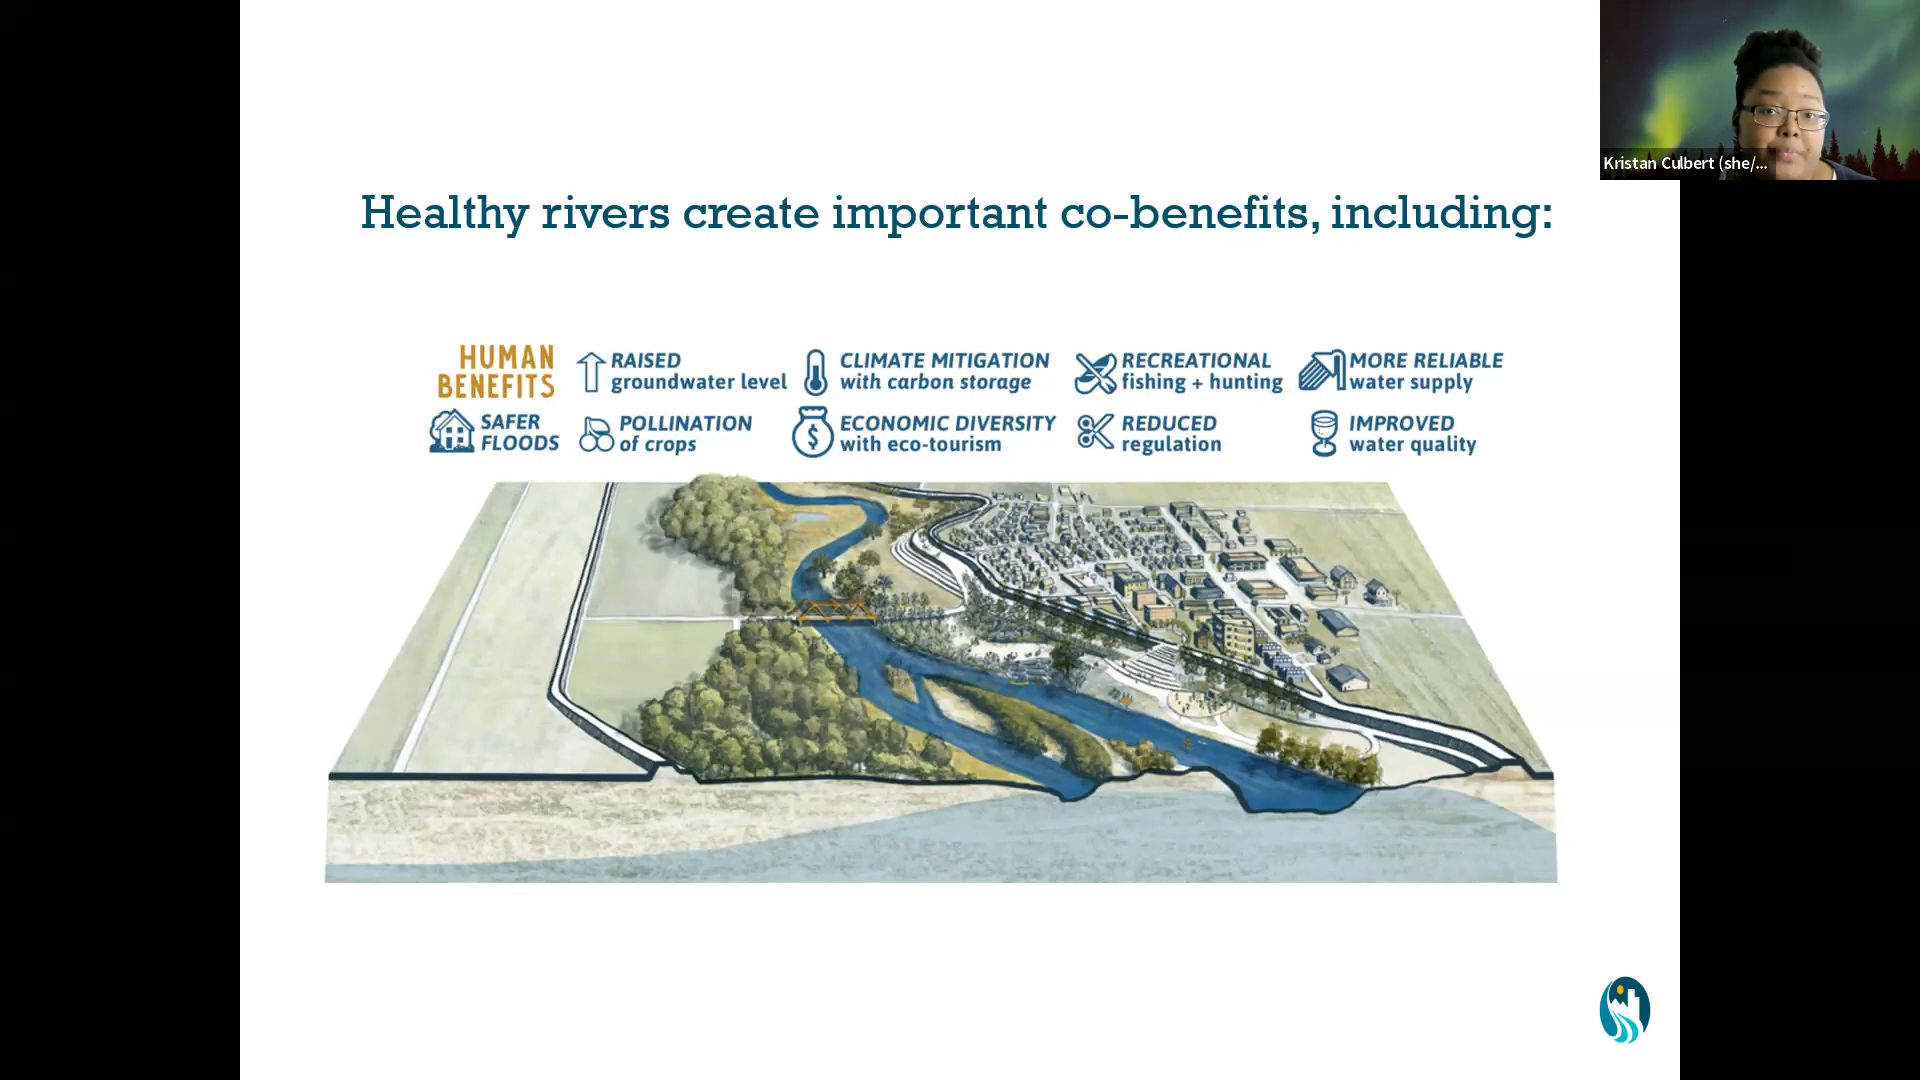 Kristan Culbert (she/...
Healthy rivers create important co-benefits, including:
HUMAN
BENEFITS
RAISED
groundwater level
CLIMATE MITIGATION
with carbon storage
RECREATIONAL
fishing + hunting
MORE RELIABLE
water supply
SAFER
FLOODS
POLLINATION
of crops
$
ECONOMIC DIVERSITY
with eco-tourism
REDUCED
regulation
IMPROVED
water quality